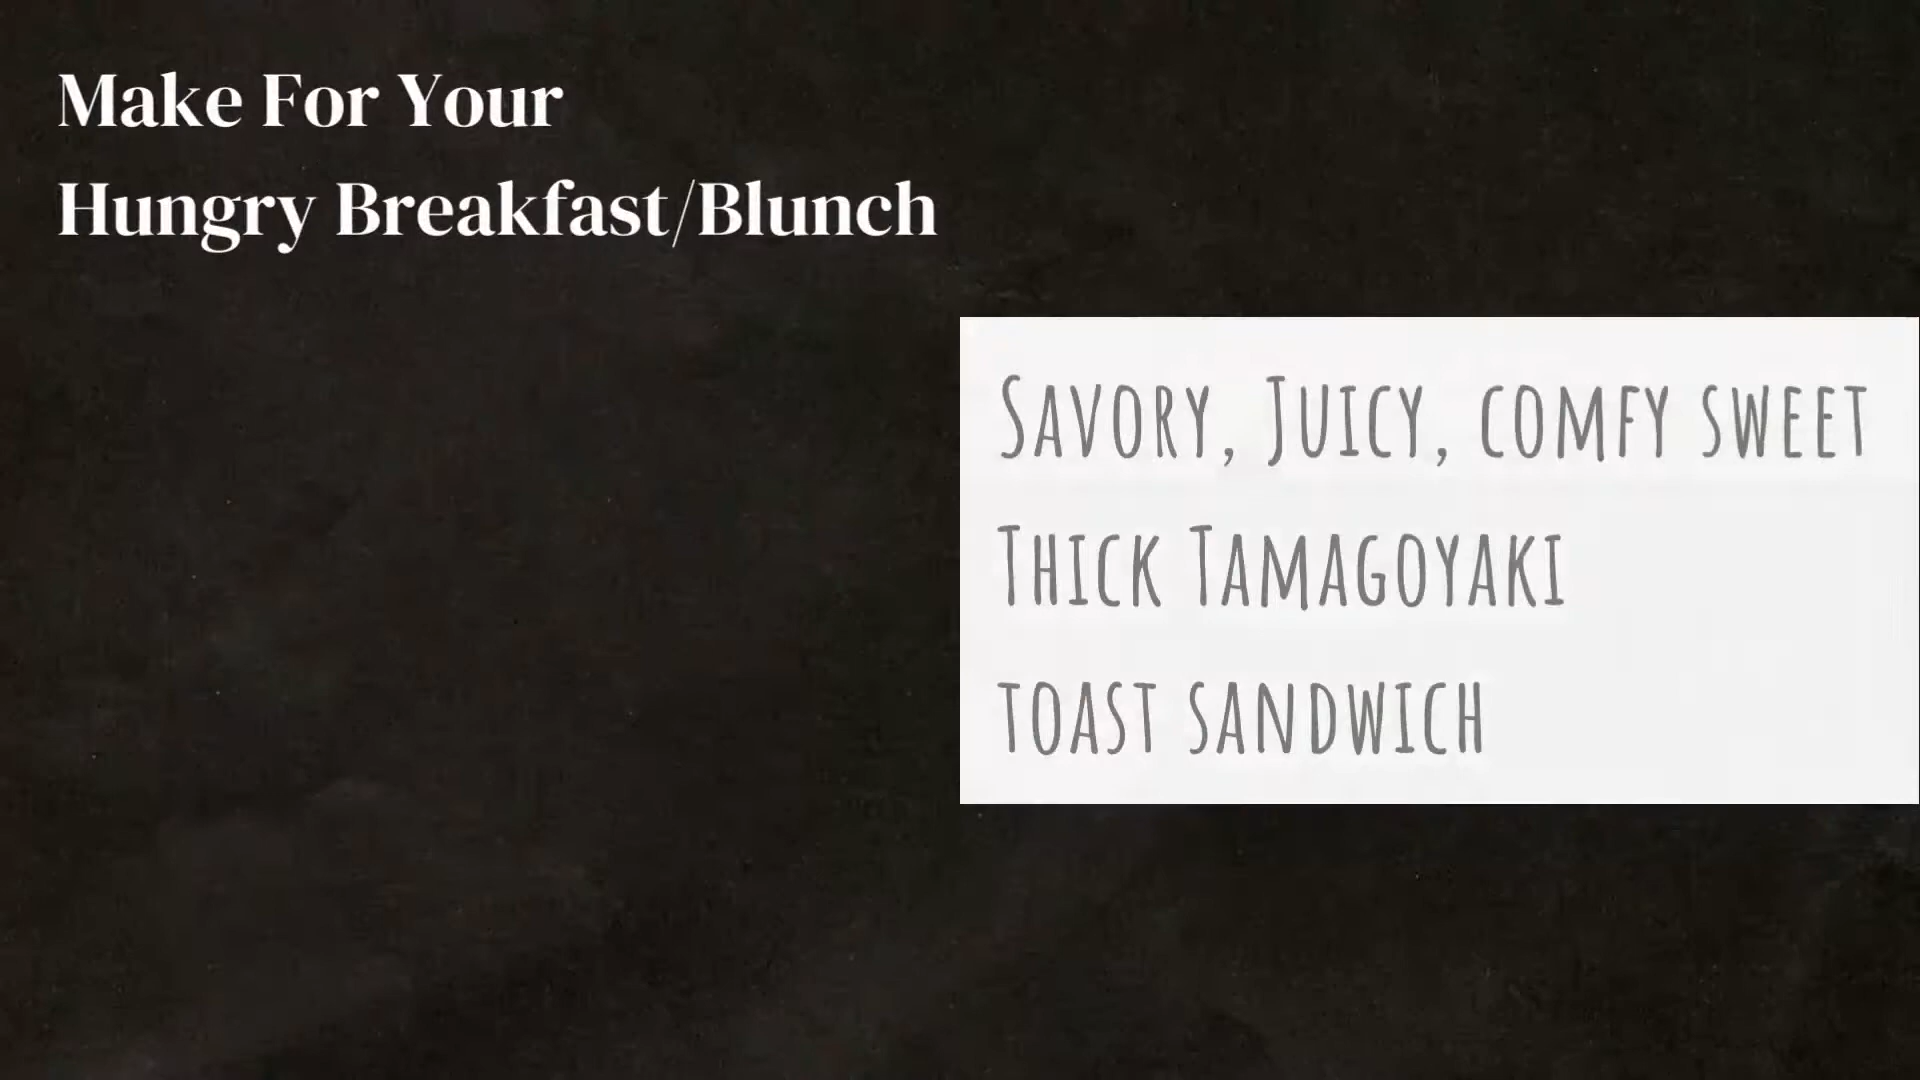 Make For Your
Hungry Breakfast/Blunch
Savory, Juicy, comfy sweet
Thick Tamagoyaki
toast sandwich